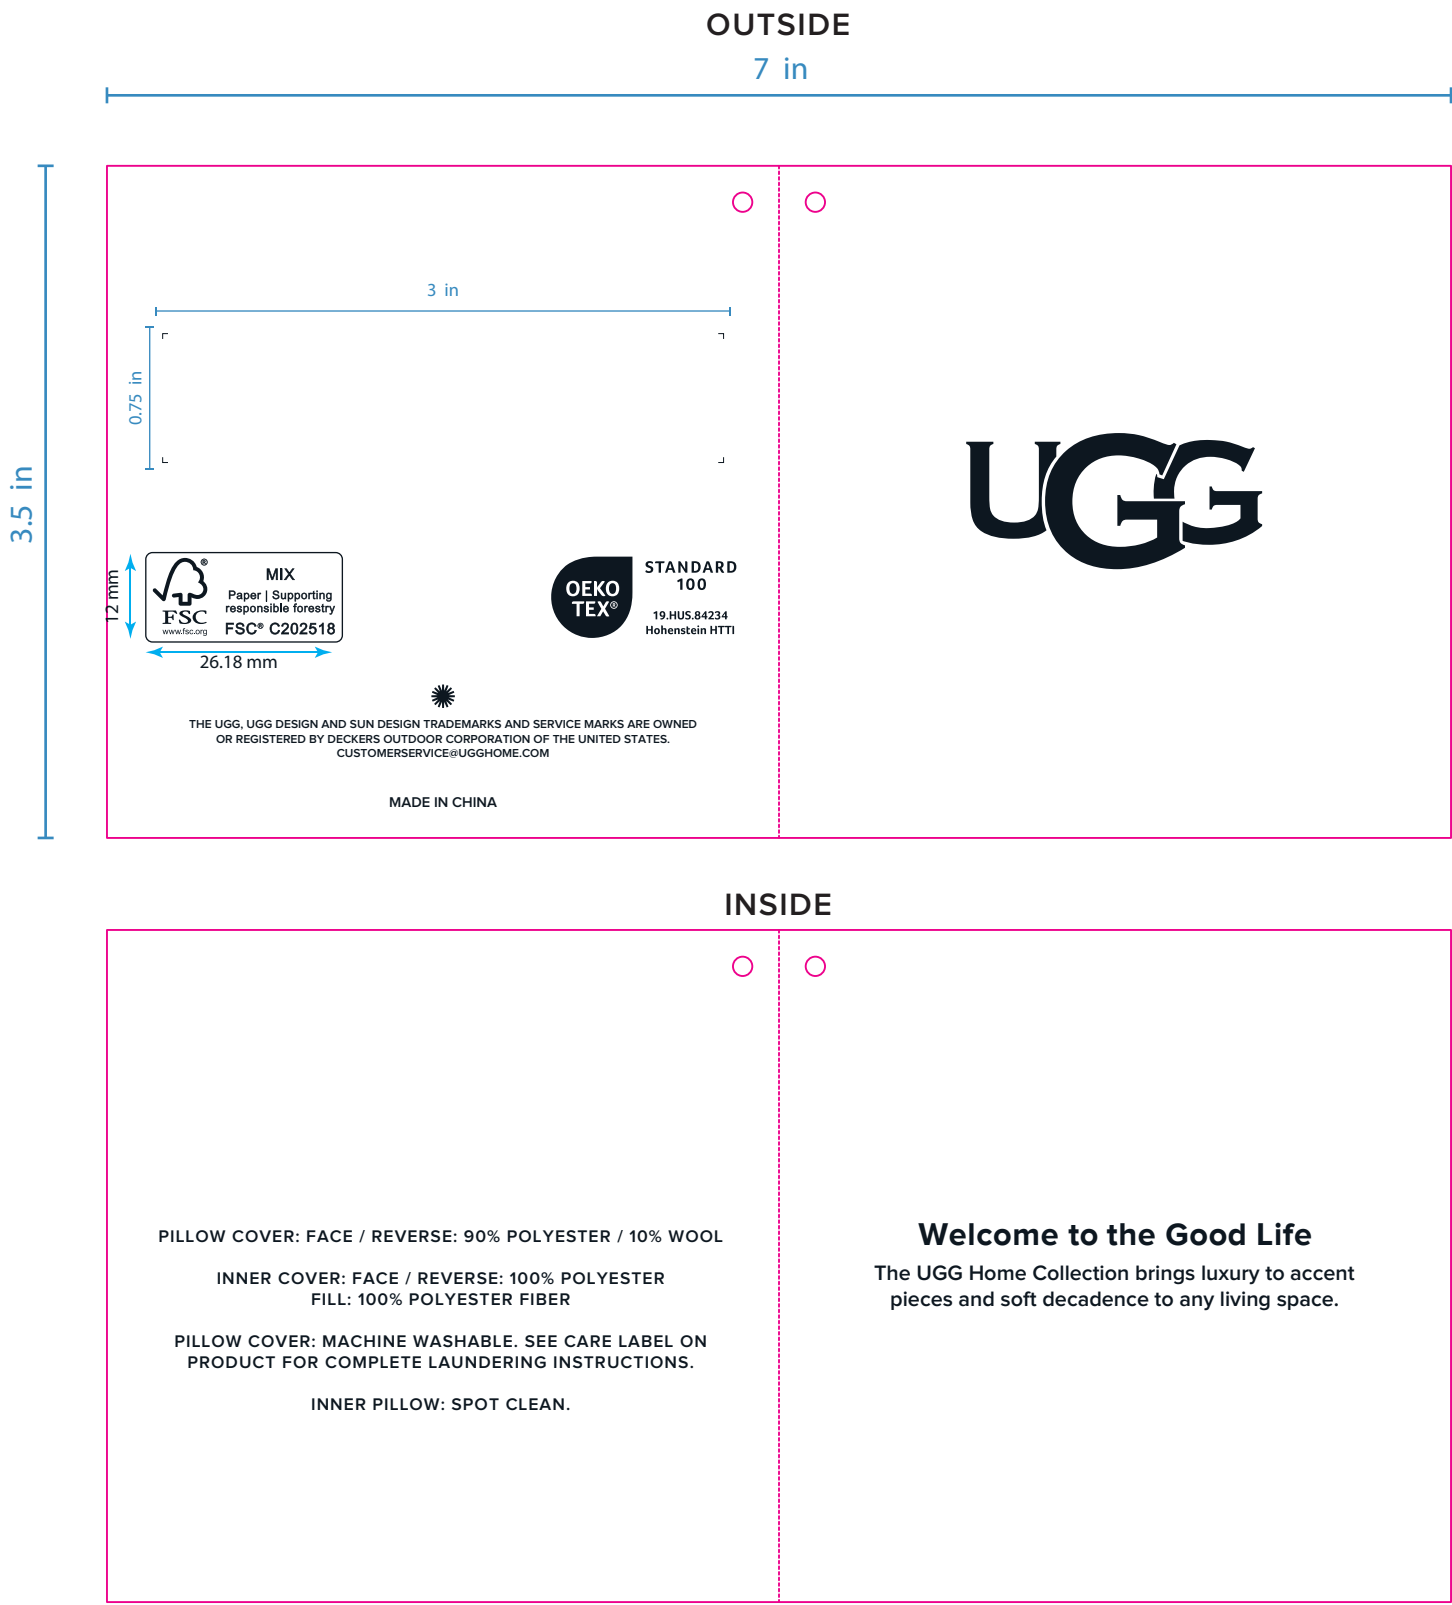 OUTSIDE
7 in
3.5 in
3 in
0.75 in
UGG
12 mm
FSC
www.fsc.org
®
MIX
Paper | Supporting
responsible forestry
FSC® C202518
26.18 mm
OEKO
TEX®
STANDARD
100
19.HUS.84234
Hohenstein HTTI
THE UGG, UGG DESIGN AND SUN DESIGN TRADEMARKS AND SERVICE MARKS ARE OWNED
OR REGISTERED BY DECKERS OUTDOOR CORPORATION OF THE UNITED STATES.
CUSTOMERSERVICE@UGGHOME.COM
MADE IN CHINA
INSIDE
PILLOW COVER: FACE / REVERSE: 90% POLYESTER / 10% WOOL
INNER COVER: FACE / REVERSE: 100% POLYESTER
FILL: 100% POLYESTER FIBER
PILLOW COVER: MACHINE WASHABLE. SEE CARE LABEL ON
PRODUCT FOR COMPLETE LAUNDERING INSTRUCTIONS.
INNER PILLOW: SPOT CLEAN.
Welcome to the Good Life
The UGG Home Collection brings luxury to accent
pieces and soft decadence to any living space.